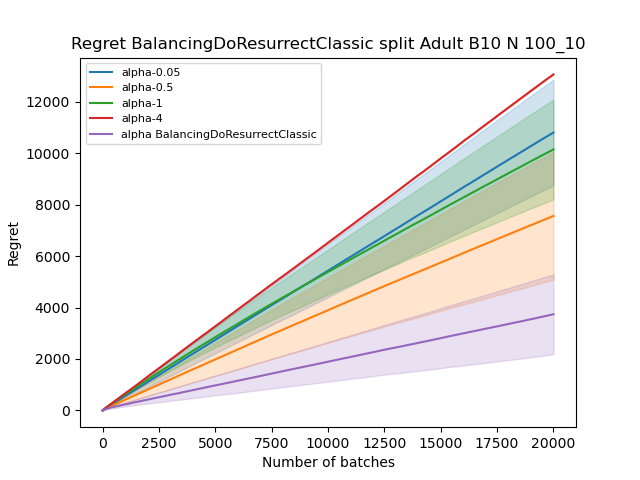 Regret BalancingDoResurrectClassic split Adult B10 N 100_10
alpha-0.05
alpha-0.5
alpha-1
alpha-4
alpha BalancingDoResurrectClassic
12000
10000
8000
6000
4000
2000
0
Regret
0 2500 5000 7500 10000 12500 15000 17500 20000
Number of batches